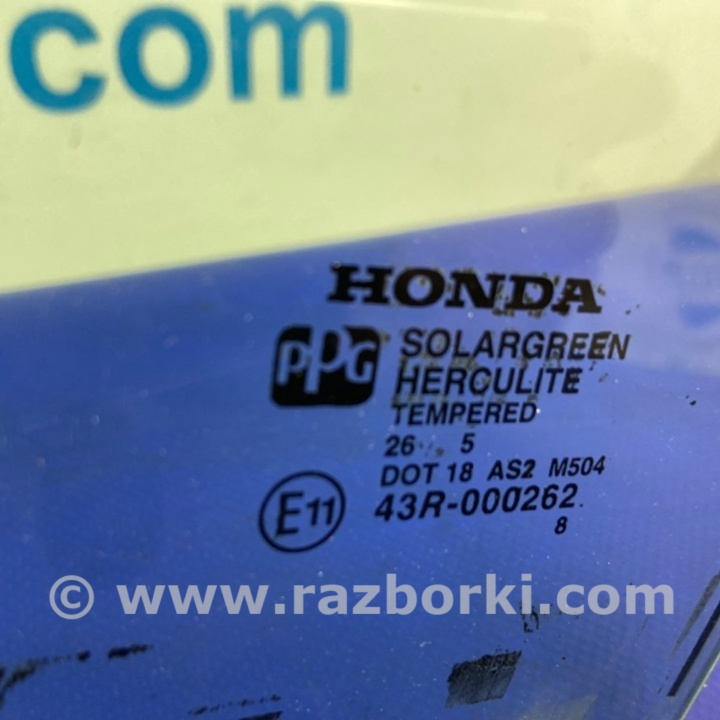 com
HONDA
PPG SOLARGREEN
HERCULITE
TEMPERED
26 5
DOT 18 AS2 M504
E11 43R-000262
8
© www.razborki.com